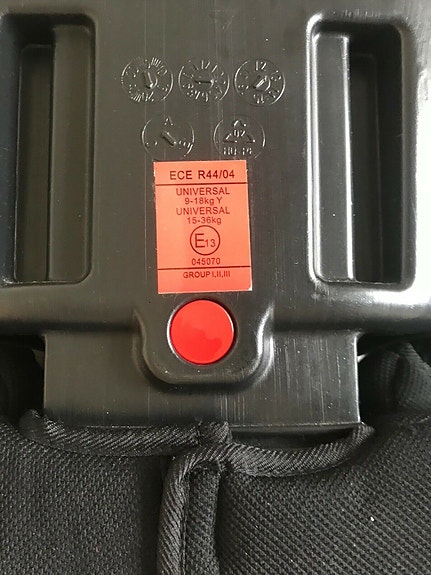 ECE R44/04
UNIVERSAL
9-18kg Y
UNIVERSAL
15-36kg
E13
045070
GROUP I,II,III